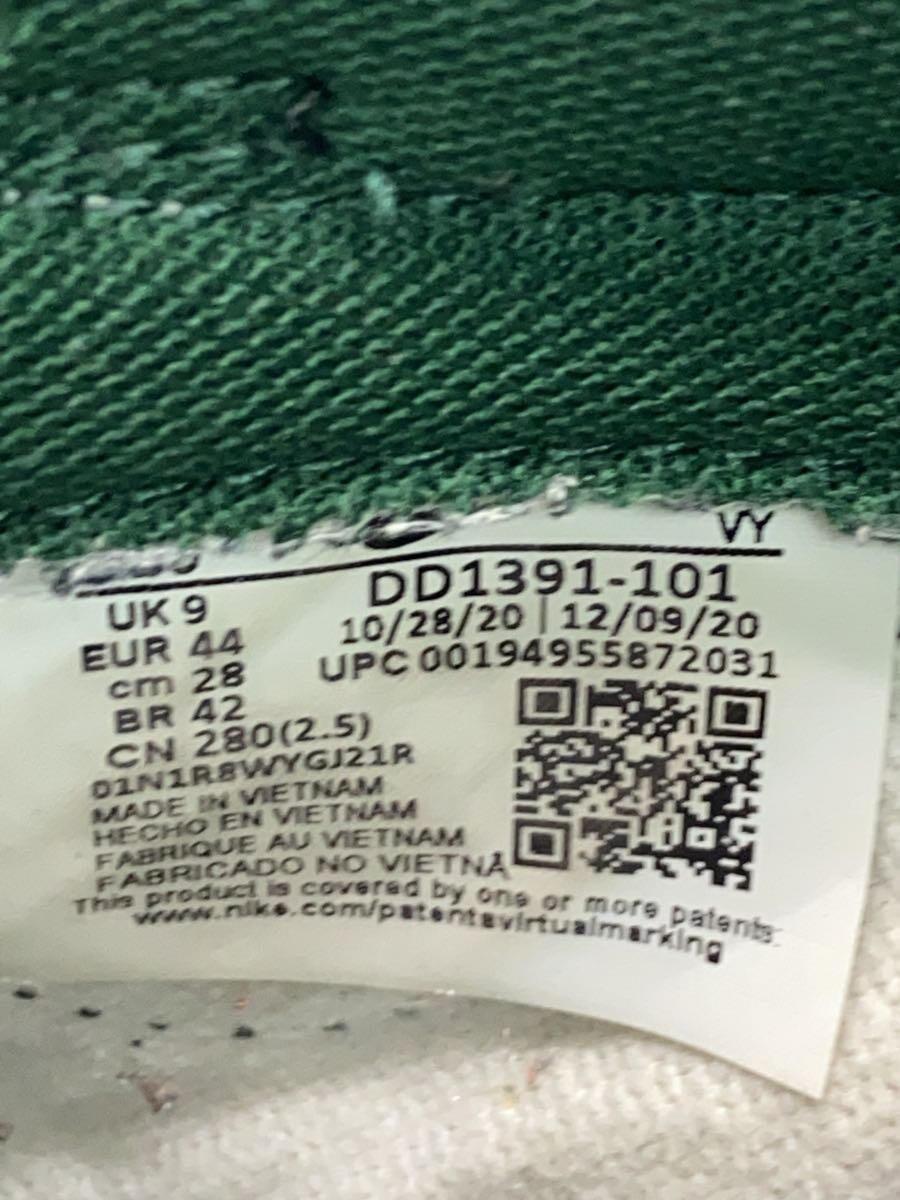 VY
UK 9
EUR 44
cm 28
BR 42
CN 280(2.5)
DD1391-101
10/28/20 | 12/09/20
UPC 00194955872031
01N1R8WYGJ21R
MADE IN VIETNAM
HECHO EN VIETNAM
FABRIQUE AU VIETNAM
FABRICADO NO VIETNÃ
This product is covered by one or more patents:
www.nike.com/patentsvirtualmarking